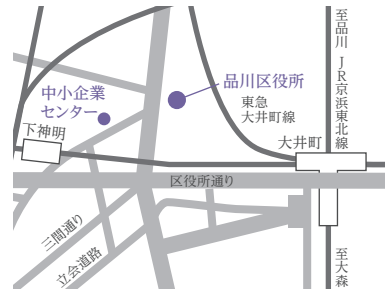 至品川
JR京浜東北線
品川区役所
中小企業
センター
東急
大井町線
下神明
大井町
区役所通り
三間通り
立会道路
至大森